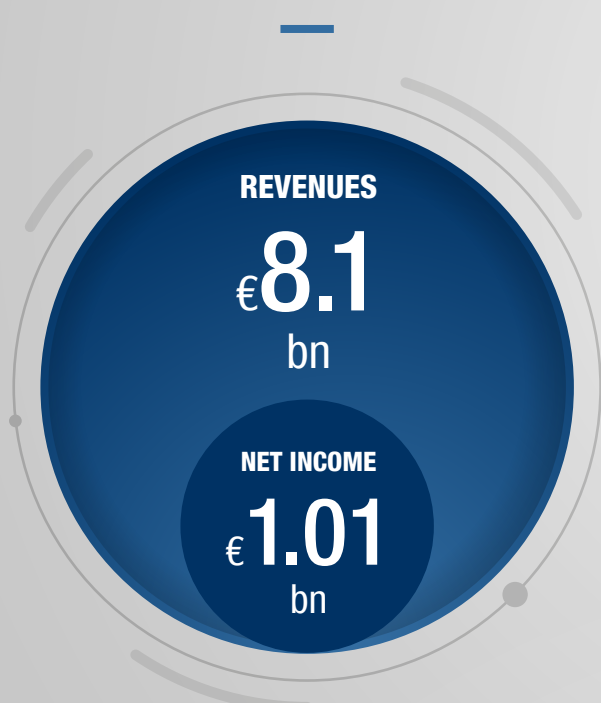 REVENUES
€8.1
bn
NET INCOME
€1.01
bn